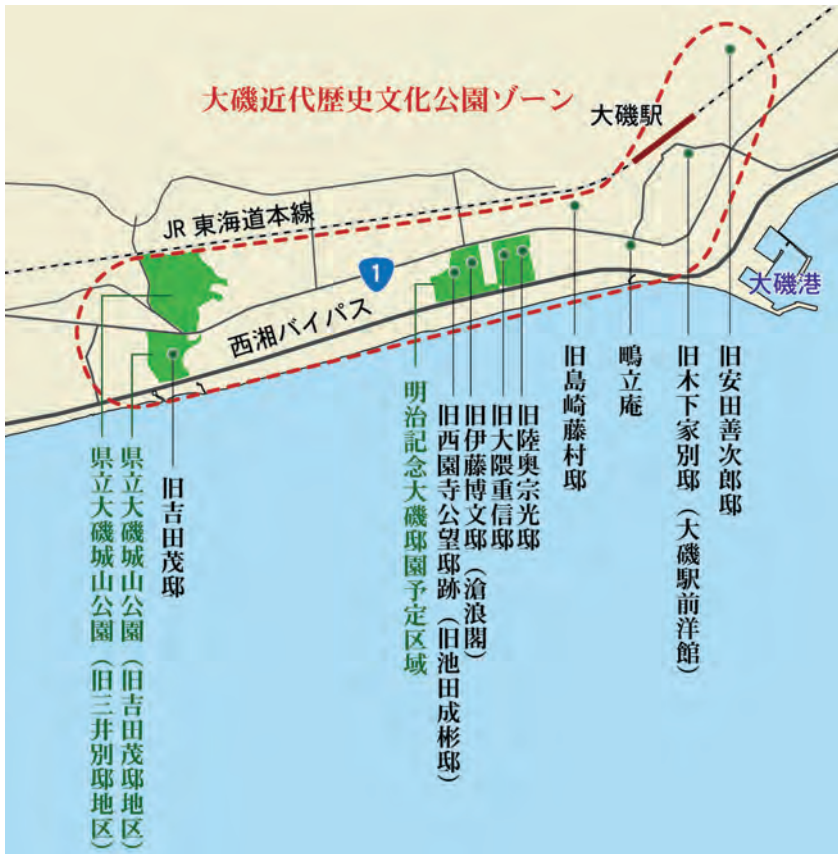 大磯近代歴史文化公園ゾーン
大磯駅
JR 東海道本線
1
西湘バイパス
大磯港
旧安田善次郎邸
旧木下家別邸（大磯駅前洋館）
鴫立庵
旧島崎藤村邸
旧陸奥宗光邸
旧大隈重信邸
旧伊藤博文邸（滄浪閣）
旧西園寺公望邸跡（旧池田成彬邸）
明治記念大磯邸園予定区域
旧吉田茂邸
県立大磯城山公園（旧吉田茂邸地区）
県立大磯城山公園（旧三井別邸地区）